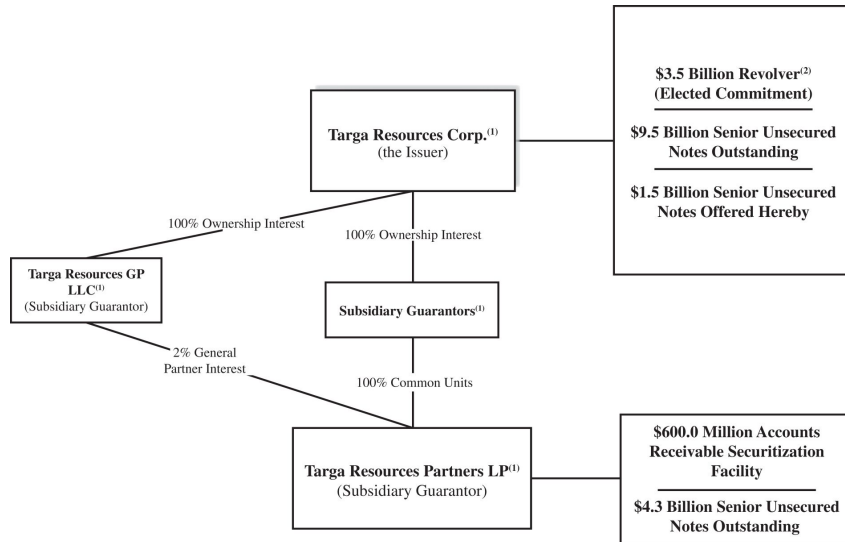 $3.5 Billion Revolver(2)
(Elected Commitment)
$9.5 Billion Senior Unsecured
Notes Outstanding
$1.5 Billion Senior Unsecured
Notes Offered Hereby
Targa Resources Corp.(1)
(the Issuer)
100% Ownership Interest
100% Ownership Interest
Targa Resources GP
LLC(1)
(Subsidiary Guarantor)
Subsidiary Guarantors(1)
2% General
Partner Interest
100% Common Units
Targa Resources Partners LP(1)
(Subsidiary Guarantor)
$600.0 Million Accounts
Receivable Securitization
Facility
$4.3 Billion Senior Unsecured
Notes Outstanding